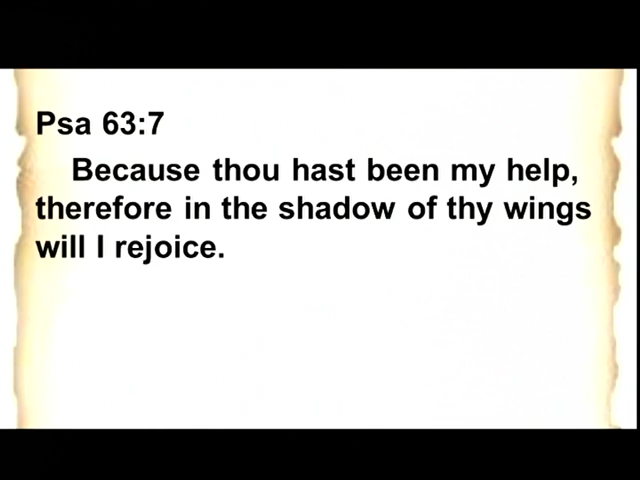 Psa 63:7
Because thou hast been my help,
therefore in the shadow of thy wings
will I rejoice.